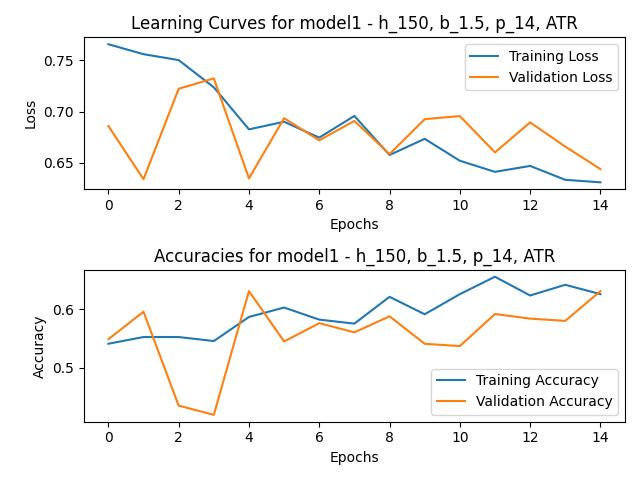 Learning Curves for model1 - h_150, b_1.5, p_14, ATR
0.75
0.70
0.65
Loss
Training Loss
Validation Loss
0 2 4 6 8 10 12 14
Epochs
Accuracies for model1 - h_150, b_1.5, p_14, ATR
0.6
0.5
Accuracy
Training Accuracy
Validation Accuracy
0 2 4 6 8 10 12 14
Epochs